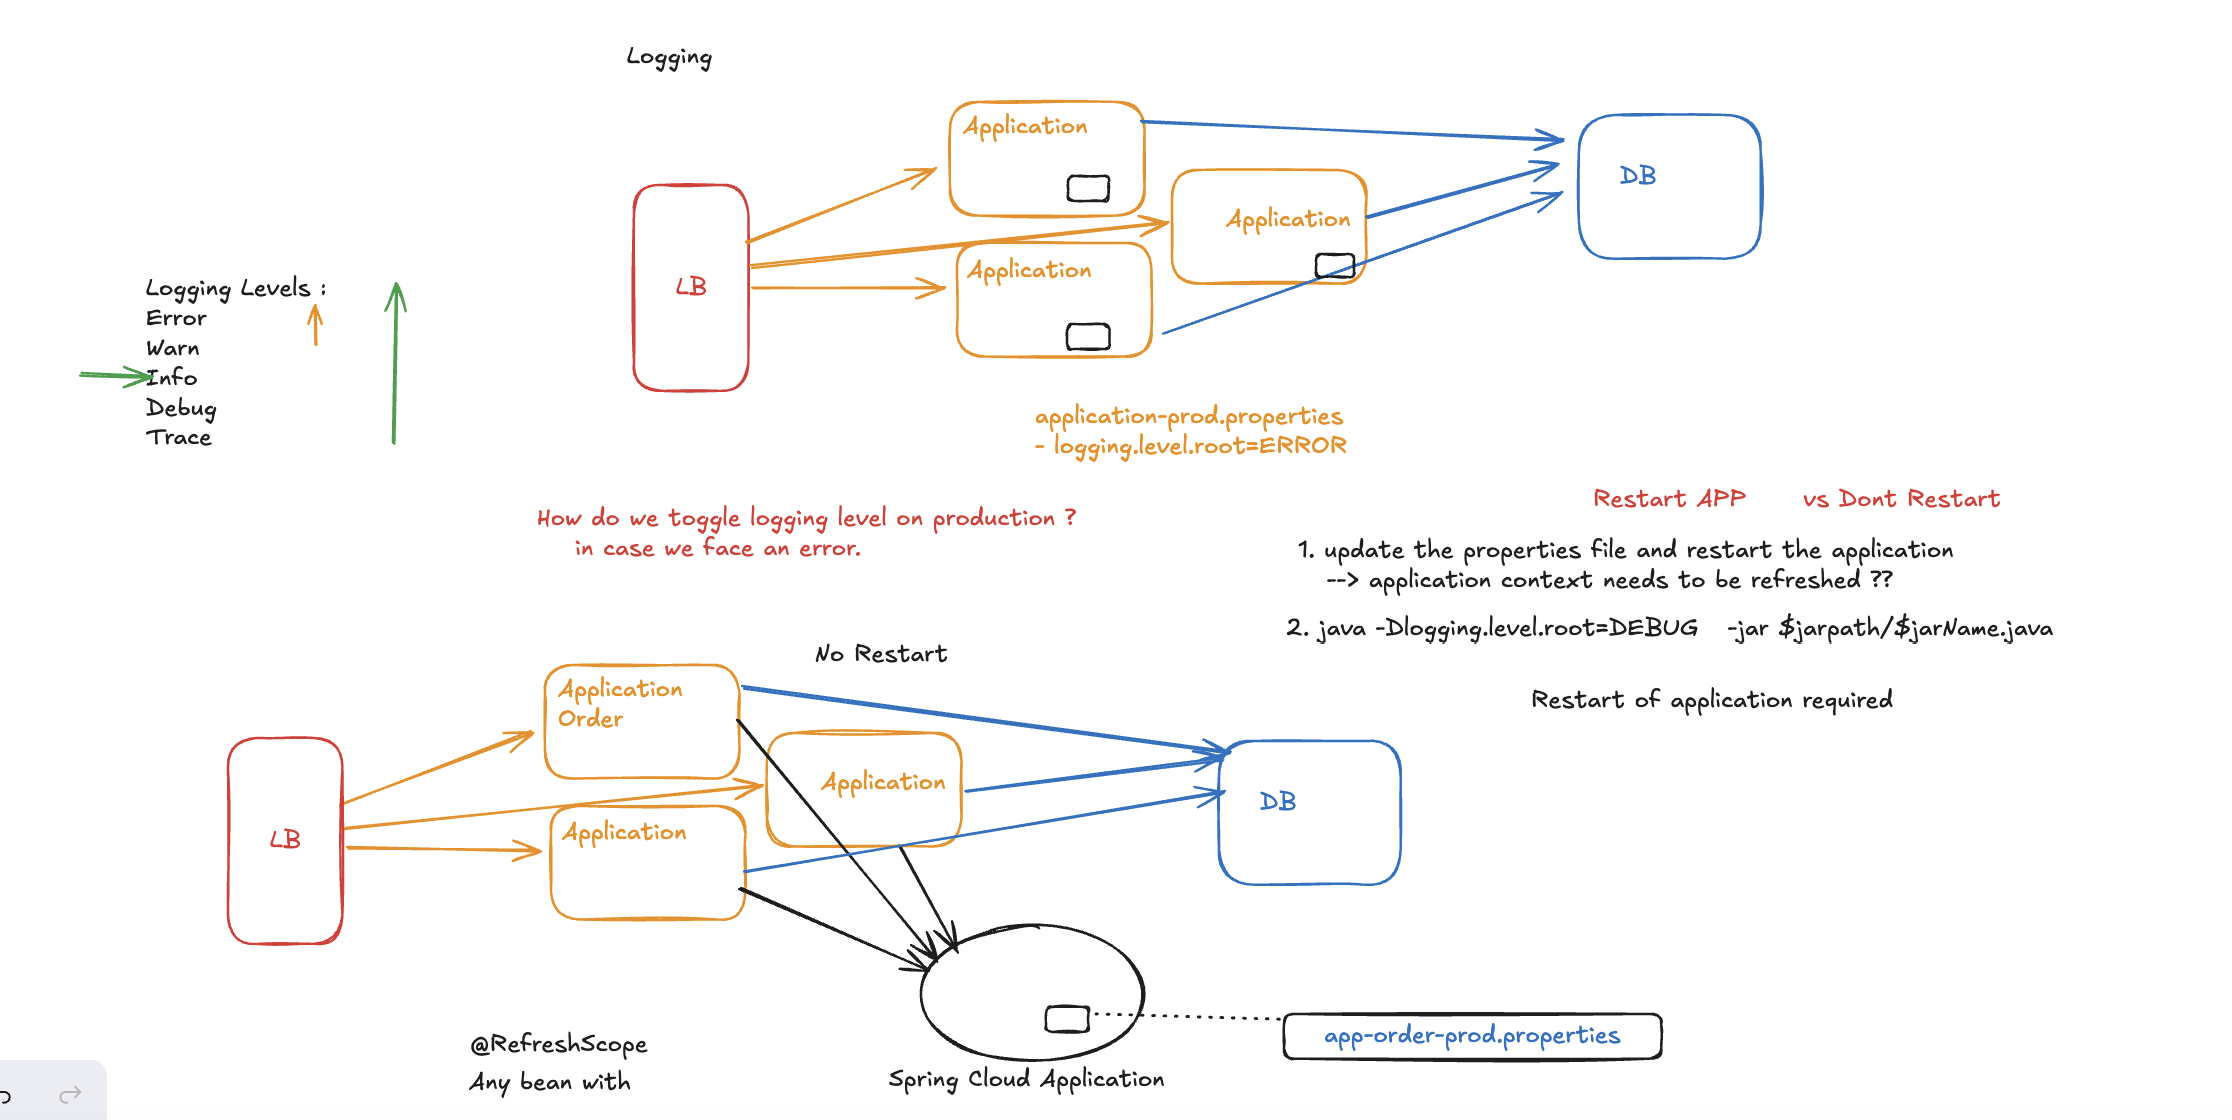 Logging
Application
DB
Application
Application
LB
Logging Levels :
Error
Warn
Info
Debug
Trace
application-prod.properties
- logging.level.root=ERROR
How do we toggle logging level on production ?
in case we face an error.
Restart APP vs Dont Restart
1. update the properties file and restart the application
--> application context needs to be refreshed ??
2. java -Dlogging.level.root=DEBUG -jar $jarpath/$jarName.java
Restart of application required
No Restart
Application
Order
Application
Application
LB
DB
app-order-prod.properties
Spring Cloud Application
@RefreshScope
Any bean with